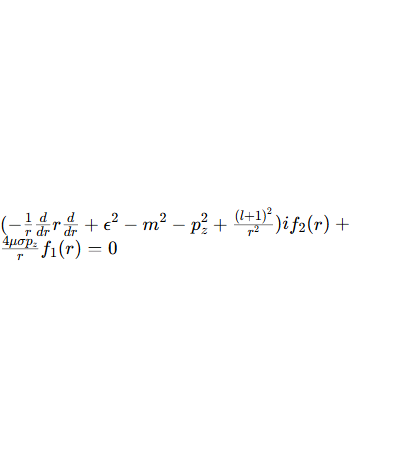 $(-\frac{1}{r}\frac{d}{dr}r\frac{d}{dr}+\epsilon^2-m^2-p_z^2+\frac{(l+1)^2}{r^2})if_2(r)+$
$\frac{4\mu\sigma p_z}{r}f_1(r)=0$